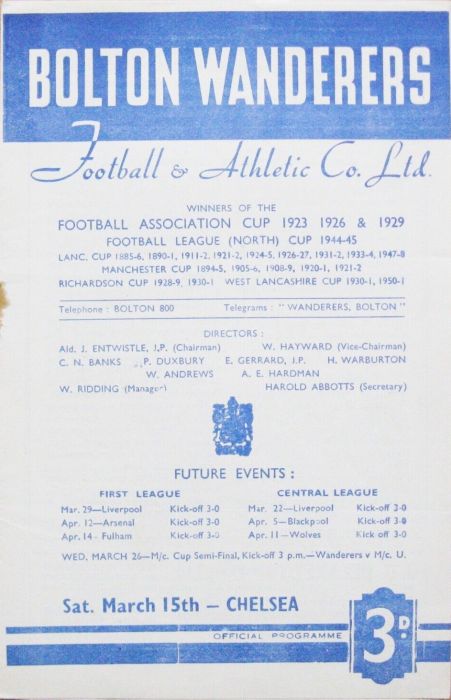 BOLTON WANDERERS
Football & Athletic Co. Ltd.
WINNERS OF THE
FOOTBALL ASSOCIATION CUP 1923 1926 & 1929
FOOTBALL LEAGUE (NORTH) CUP 1944-45
LANC. CUP 1885-6, 1890-1, 1911-2, 1921-2, 1924-5, 1926-27, 1931-2, 1933-4, 1947-8
MANCHESTER CUP 1894-5, 1905-6, 1908-9, 1920-1, 1921-2
RICHARDSON CUP 1928-9, 1930-1 WEST LANCASHIRE CUP 1930-1, 1950-1
Telephone : BOLTON 800 Telegrams : "WANDERERS, BOLTON"
DIRECTORS :
Ald. J. ENTWISTLE, J.P. (Chairman) W. HAYWARD (Vice-Chairman)
C. N. BANKS P. DUXBURY E. GERRARD, J.P. H. WARBURTON
W. ANDREWS A. E. HARDMAN
W. RIDDING (Manager) HAROLD ABBOTTS (Secretary)
FUTURE EVENTS :
FIRST LEAGUE CENTRAL LEAGUE
Mar. 29—Liverpool Kick-off 3-0 Mar. 22—Liverpool Kick-off 3-0
Apr. 12—Arsenal Kick-off 3-0 Apr. 5—Blackpool Kick-off 3-0
Apr. 14—Fulham Kick-off 3-0 Apr. 11—Wolves Kick-off 3-0
WED. MARCH 26—M/c. Cup Semi-Final, Kick-off 3 p.m.—Wanderers v M/c. U.
Sat. March 15th — CHELSEA
OFFICIAL PROGRAMME
3D.